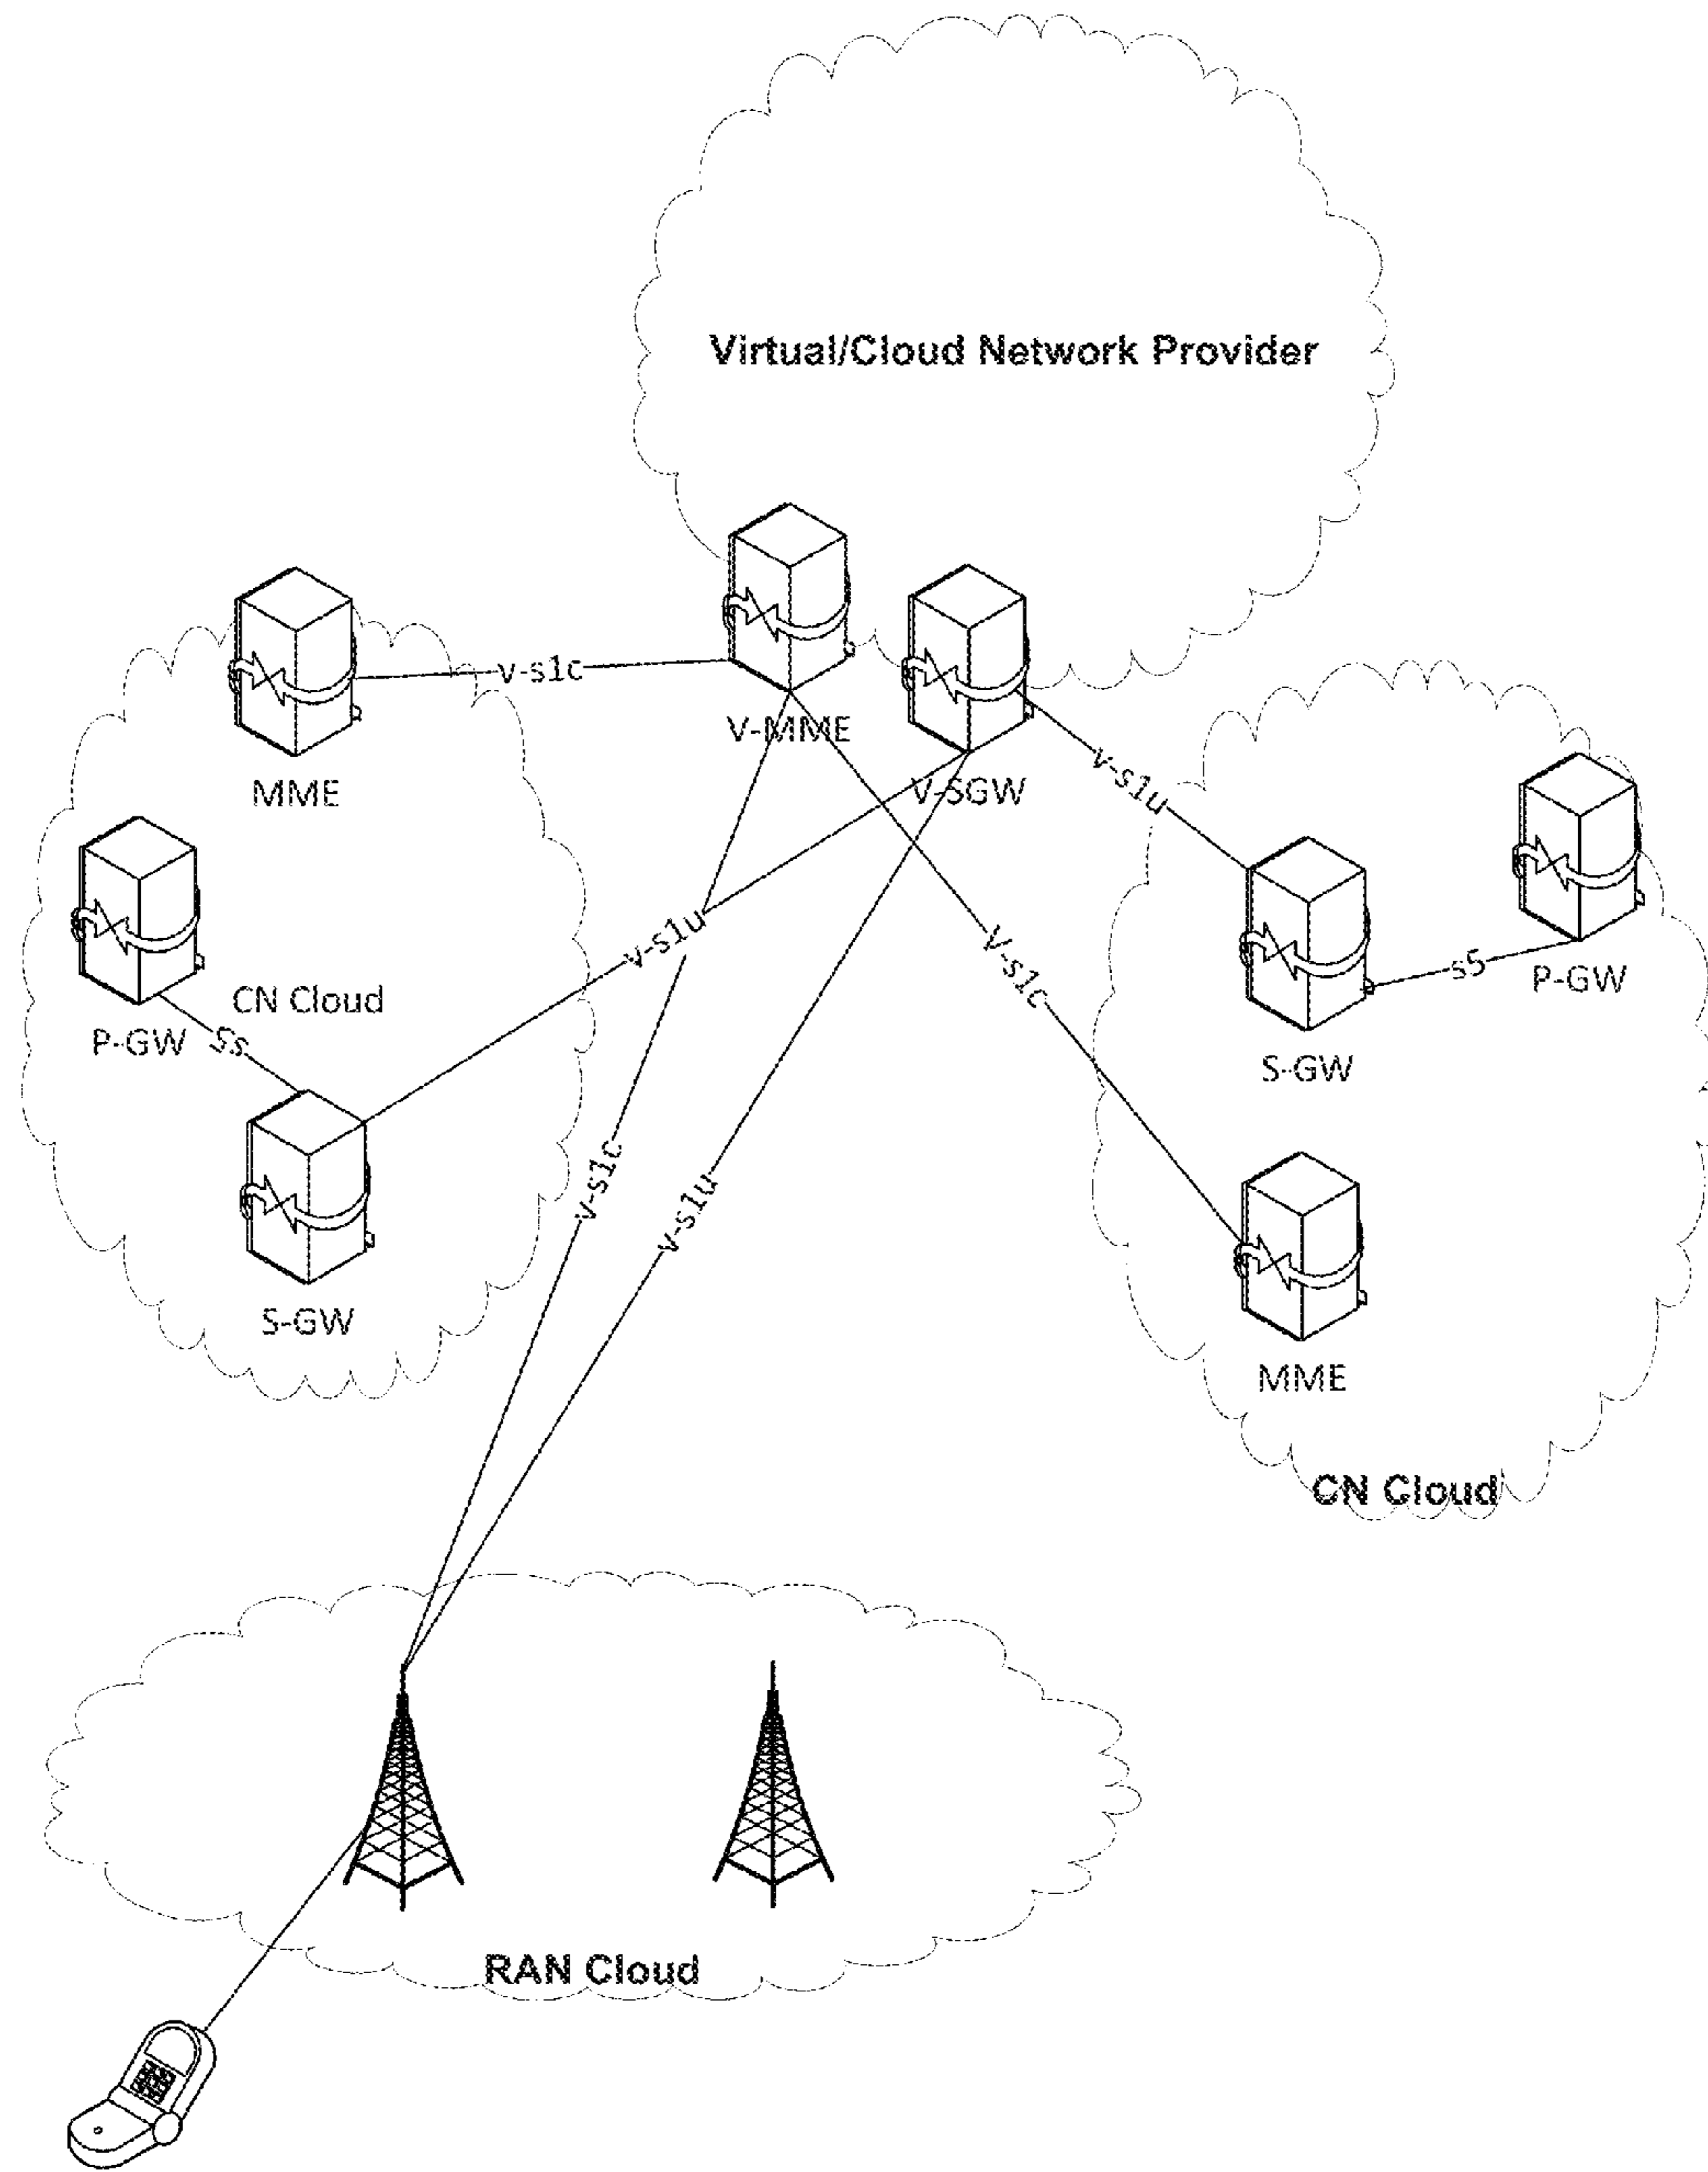 Virtual/Cloud Network Provider
v-s1c
V-MME
MME
V-SGW
v-s1u
v-s1u
V-s1c
s5
P-GW
CN Cloud
P-GW
S-GW
v-s1c
v-s1u
S-GW
MME
CN Cloud
RAN Cloud